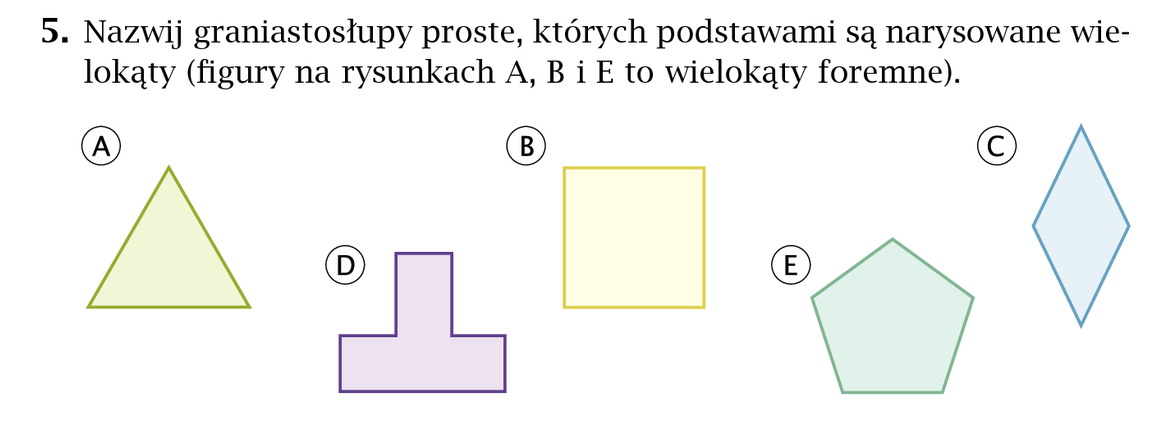 5. Nazwij graniastosłupy proste, których podstawami są narysowane wie-
lokąty (figury na rysunkach A, B i E to wielokąty foremne).
A
B
C
D
E